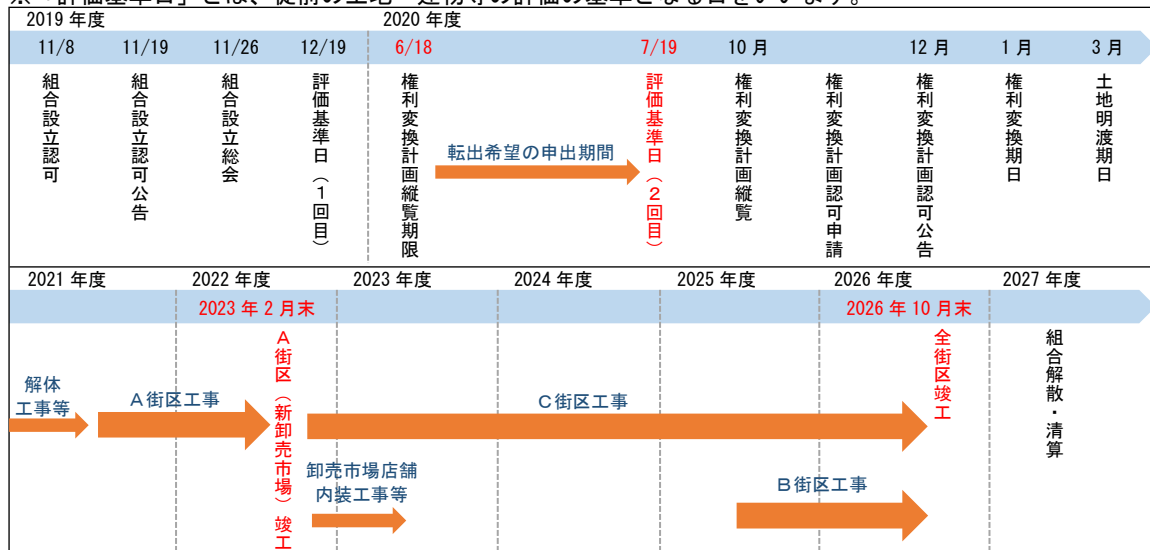 ※「評価基準日」とは、従前の土地・建物等の評価の基準となる日をいいます。
2019 年度
2020 年度
11/8
11/19
11/26
12/19
6/18
7/19
10 月
12 月
1 月
3 月
組合設立認可
組合設立認可公告
組合設立総会
評価基準日（１回目）
権利変換計画縦覧期限
転出希望の申出期間
評価基準日（２回目）
権利変換計画縦覧
権利変換計画認可申請
権利変換計画認可公告
権利変換期日
土地明渡期日
2021 年度
2022 年度
2023 年度
2024 年度
2025 年度
2026 年度
2027 年度
2023 年 2 月末
2026 年 10 月末
解体
工事等
Ａ街区工事
Ａ街区（新卸売市場）竣工
Ｃ街区工事
卸売市場店舗
内装工事等
Ｂ街区工事
全街区竣工
組合解散・清算